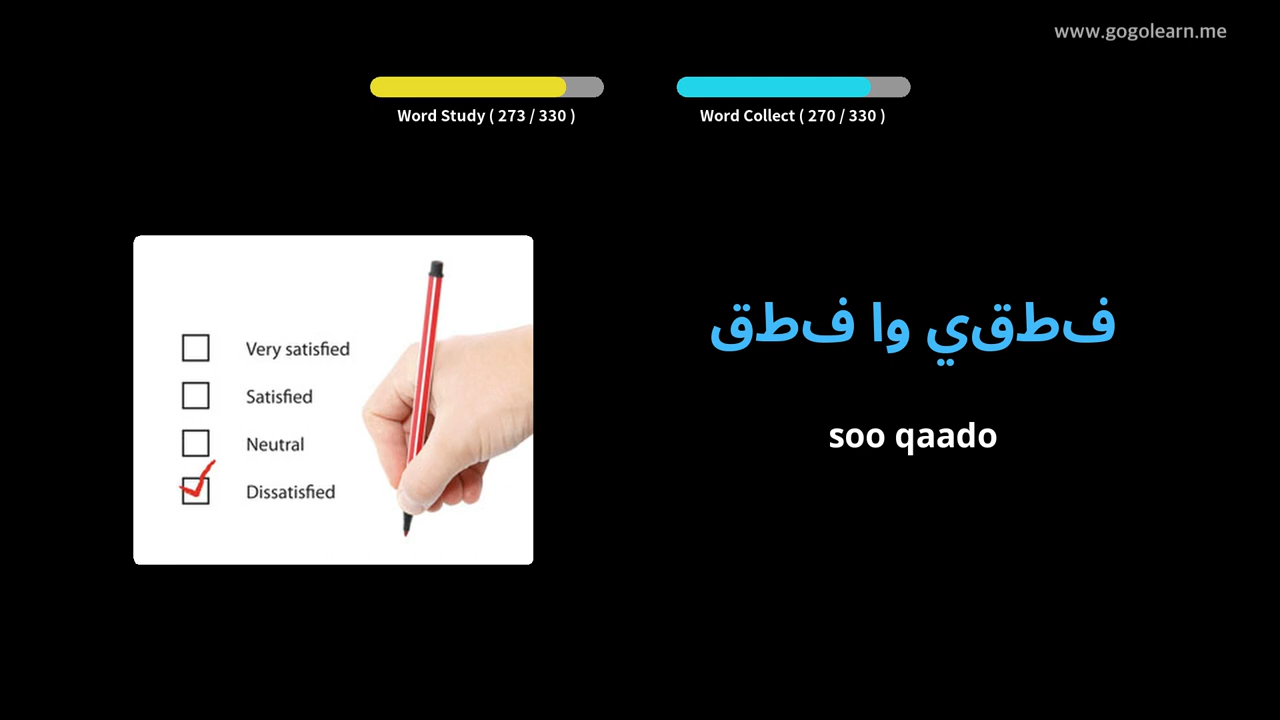 www.gogolearn.me
Word Study ( 273 / 330 )
Word Collect ( 270 / 330 )
Very satisfied
Satisfied
Neutral
Dissatisfied
فطقي وا فطق
soo qaado